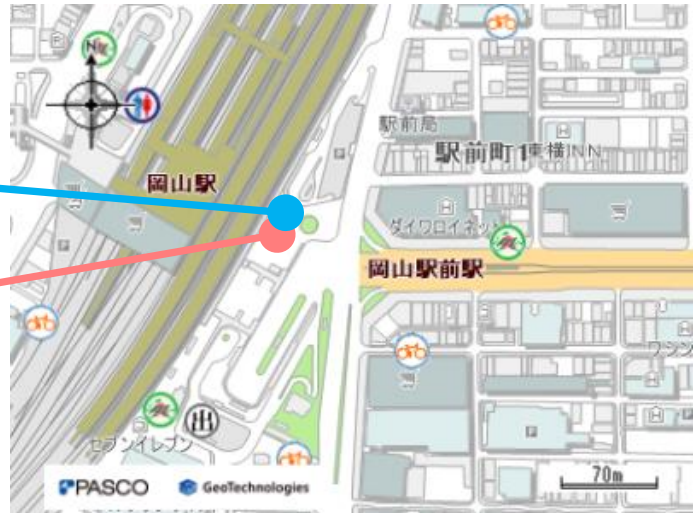 N
駅前局
駅前町1
東横INN
岡山駅
ダイワロイネット
岡山駅前駅
ワシン
セブンイレブン
PASCO
GeoTechnologies
70m
P
P
P
P
H
H
H